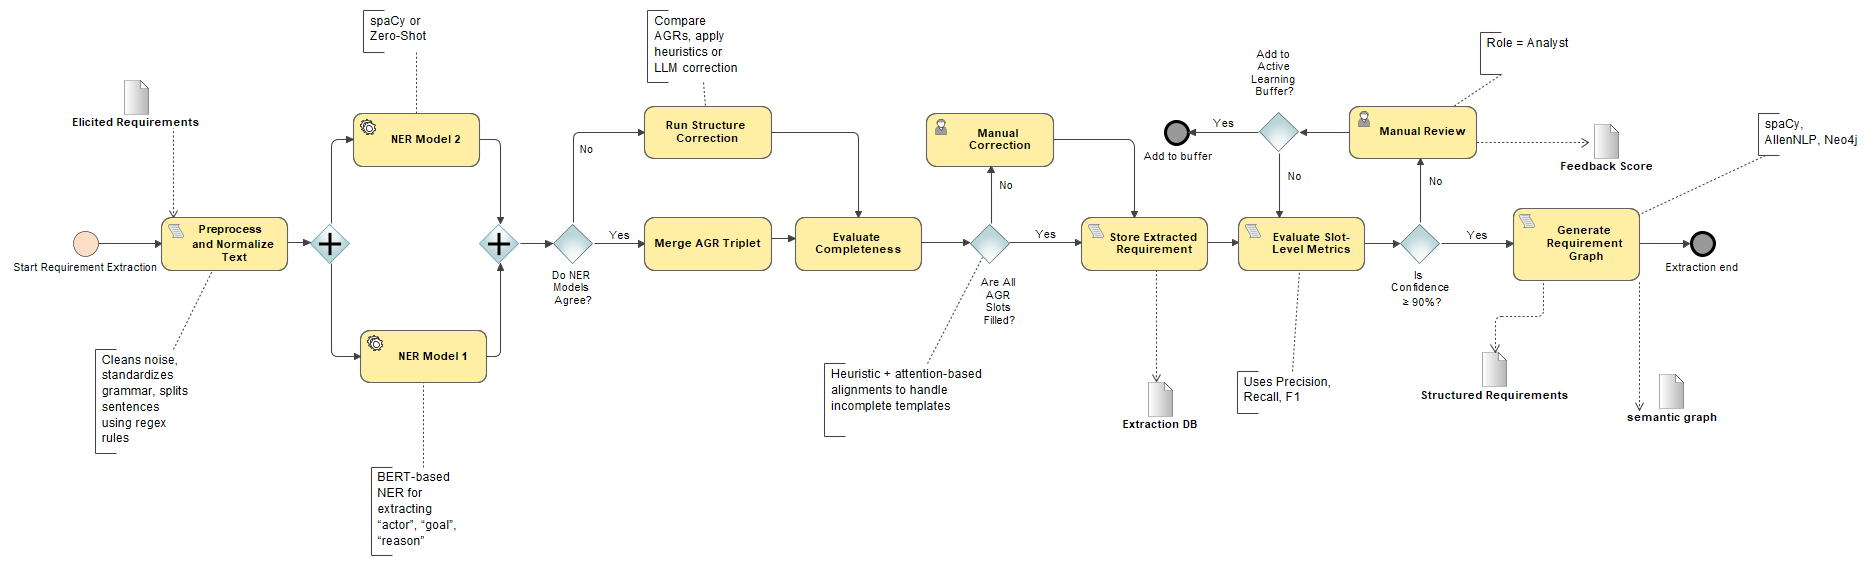 Elicited Requirements
Start Requirement Extraction
Preprocess
and Normalize
Text
Cleans noise,
standardizes
grammar, splits
sentences
using regex
rules
spaCy or
Zero-Shot
NER Model 2
NER Model 1
BERT-based
NER for
extracting
“actor”, “goal”,
“reason”
Do NER
Models
Agree?
No
Yes
Compare
AGRs, apply
heuristics or
LLM correction
Run Structure
Correction
Merge AGR Triplet
Evaluate
Completeness
Are All
AGR
Slots
Filled?
No
Yes
Heuristic + attention-based
alignments to handle
incomplete templates
Manual
Correction
Store Extracted
Requirement
Extraction DB
Evaluate Slot-
Level Metrics
Uses Precision,
Recall, F1
Is
Confidence
≥ 90%?
No
Yes
Manual Review
Role = Analyst
Feedback Score
Add to
Active
Learning
Buffer?
Yes
No
Add to buffer
Generate
Requirement
Graph
spaCy,
AllenNLP, Neo4j
Extraction end
Structured Requirements
semantic graph